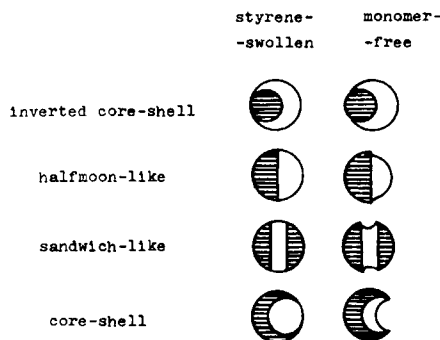 styrene- monomer-
-swollen -free
inverted core-shell
halfmoon-like
sandwich-like
core-shell